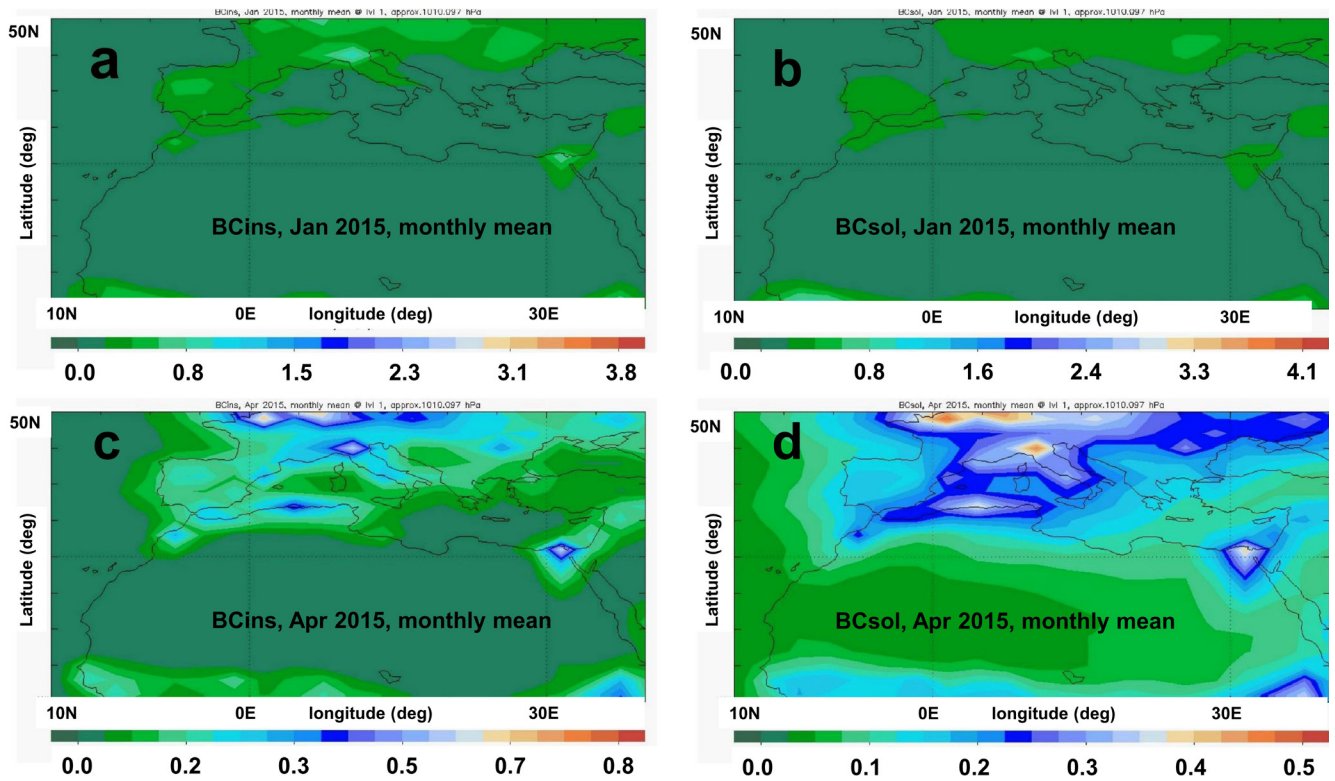 BCins, Jan 2015, monthly mean @ lvl 1, approx.1010.097 hPa
50N
a
Latitude (deg)
BCins, Jan 2015, monthly mean
10N 0E longitude (deg) 30E
0.0 0.8 1.5 2.3 3.1 3.8
BCsol, Jan 2015, monthly mean @ lvl 1, approx.1010.097 hPa
50N
b
Latitude (deg)
BCsol, Jan 2015, monthly mean
10N 0E longitude (deg) 30E
0.0 0.8 1.6 2.4 3.3 4.1
BCins, Apr 2015, monthly mean @ lvl 1, approx.1010.097 hPa
50N
c
Latitude (deg)
BCins, Apr 2015, monthly mean
10N 0E longitude (deg) 30E
0.0 0.2 0.3 0.5 0.7 0.8
BCsol, Apr 2015, monthly mean @ lvl 1, approx.1010.097 hPa
50N
d
Latitude (deg)
BCsol, Apr 2015, monthly mean
10N 0E longitude (deg) 30E
0.0 0.1 0.2 0.3 0.4 0.5